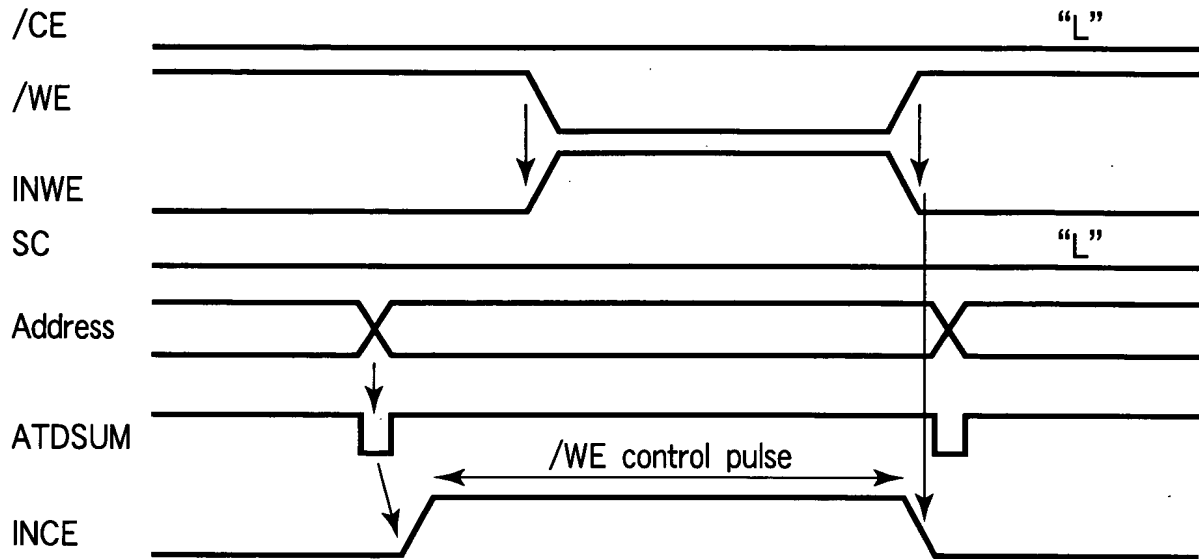 /CE
“L”
/WE
INWE
SC
“L”
Address
ATDSUM
/WE control pulse
INCE